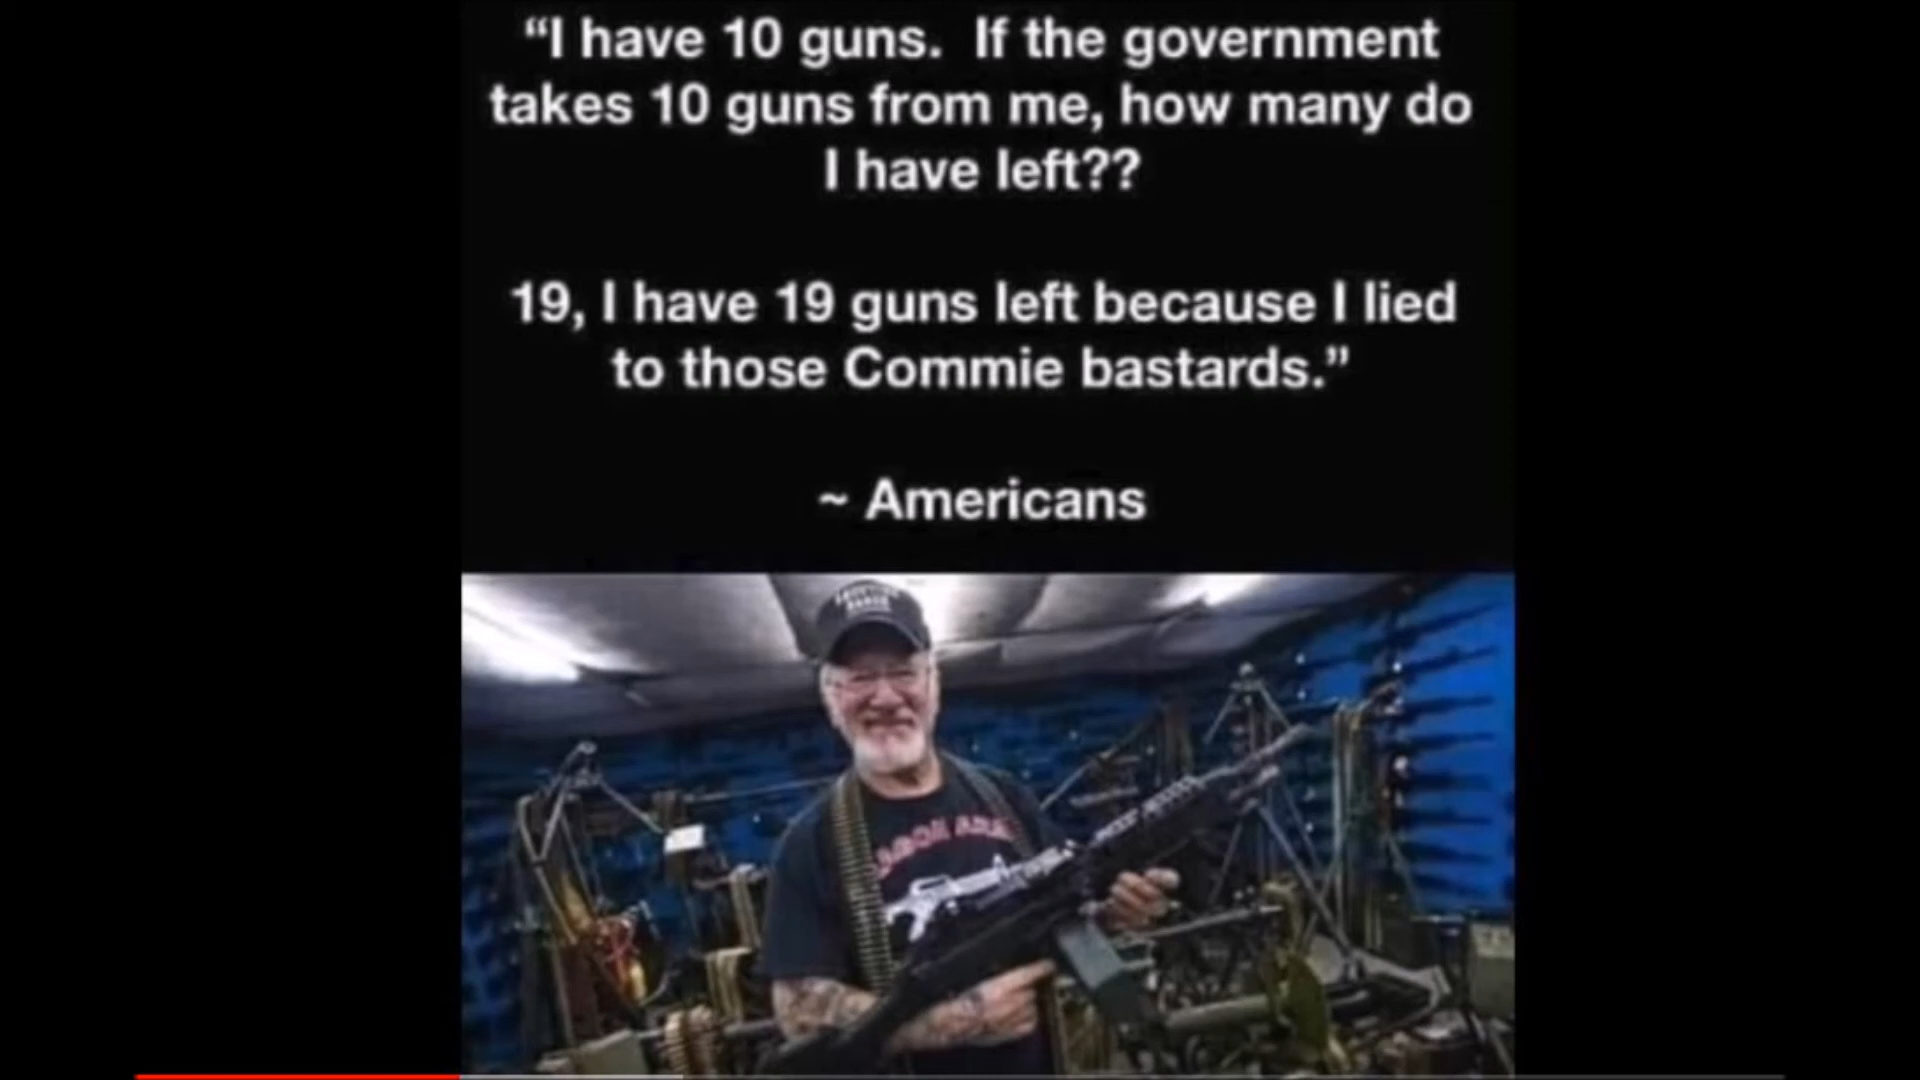 “I have 10 guns.  If the government
takes 10 guns from me, how many do
I have left??
19, I have 19 guns left because I lied
to those Commie bastards.”
~ Americans